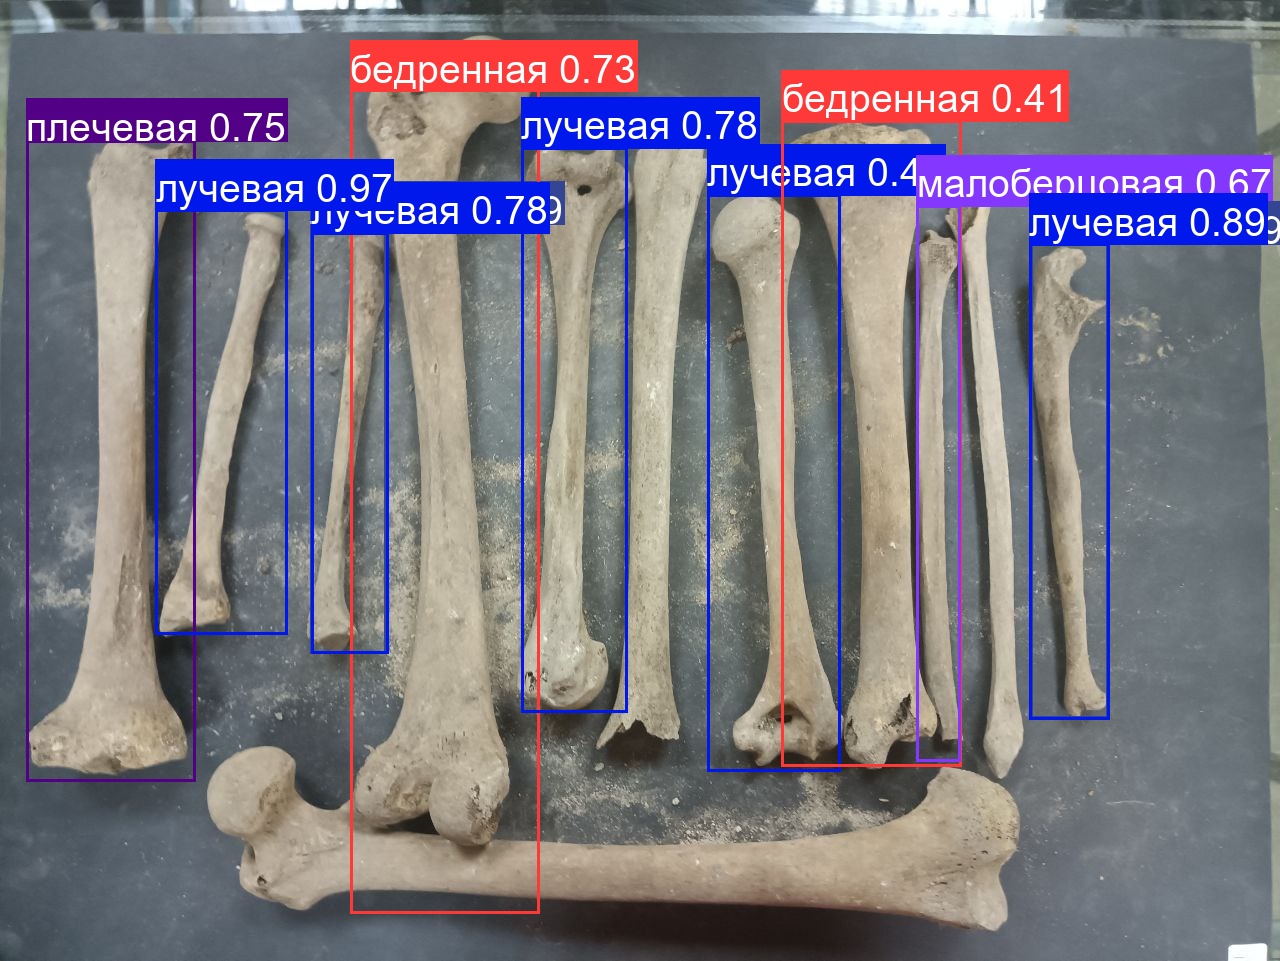 бедренная 0.73
бедренная 0.41
плечевая 0.75
лучевая 0.78
лучевая 0.4
малоберцовая 0.67
лучевая 0.97
лучевая 0.78
лучевая 0.89